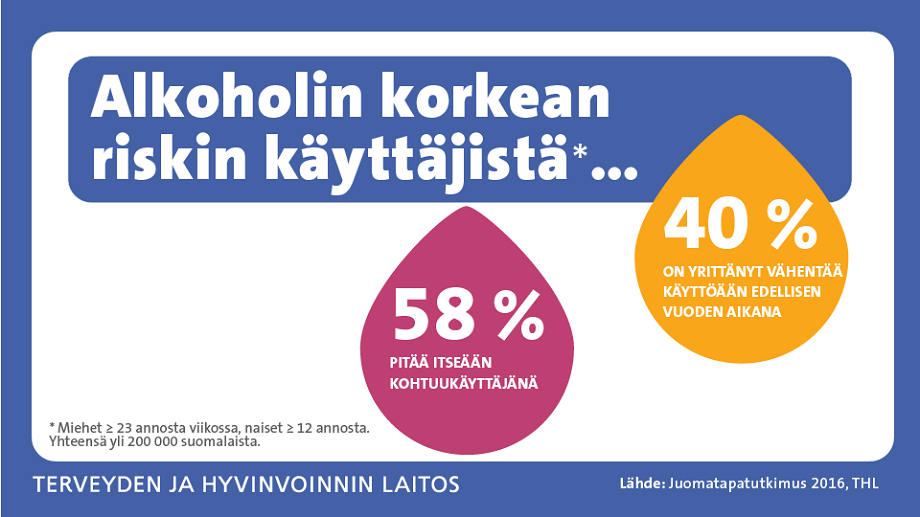 Alkoholin korkean
riskin käyttäjistä*...
40 %
ON YRITTÄNYT VÄHENTÄÄ
KÄYTTÖÄÄN EDELLISEN
VUODEN AIKANA
58 %
PITÄÄ ITSEÄÄN
KOHTUUKÄYTTÄJÄNÄ
* Miehet ≥ 23 annosta viikossa, naiset ≥ 12 annosta.
Yhteensä yli 200 000 suomalaista.
TERVEYDEN JA HYVINVOINNIN LAITOS
Lähde: Juomatapatutkimus 2016, THL